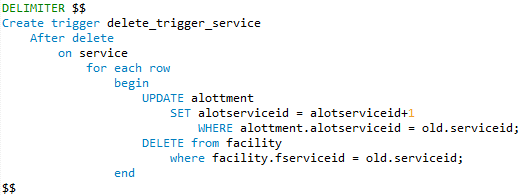 DELIMITER $$
Create trigger delete_trigger_service
After delete
on service
for each row
begin
UPDATE alottment
SET alotserviceid = alotserviceid+1
WHERE alottment.alotserviceid = old.serviceid;
DELETE from facility
where facility.fserviceid = old.serviceid;
end
$$